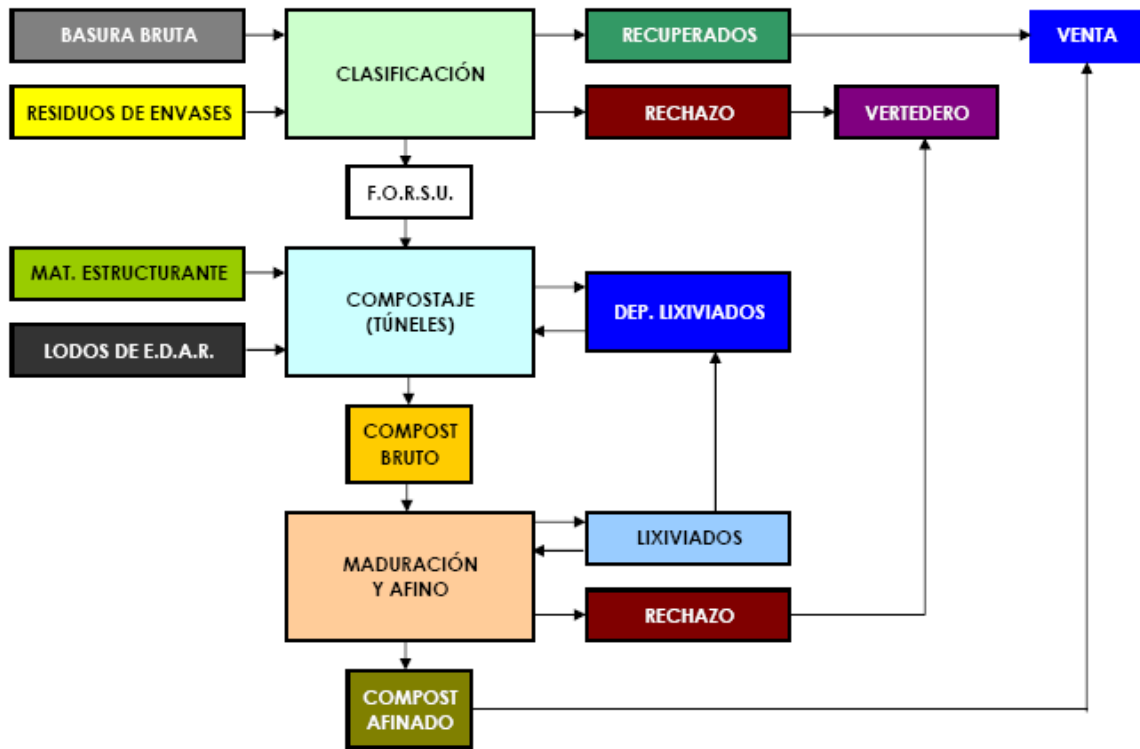 BASURA BRUTA
RECUPERADOS
VENTA
CLASIFICACIÓN
RESIDUOS DE ENVASES
RECHAZO
VERTEDERO
F.O.R.S.U.
MAT. ESTRUCTURANTE
COMPOSTAJE
(TÚNELES)
DEP. LIXIVIADOS
LODOS DE E.D.A.R.
COMPOST
BRUTO
LIXIVIADOS
MADURACIÓN
Y AFINO
RECHAZO
COMPOST
AFINADO